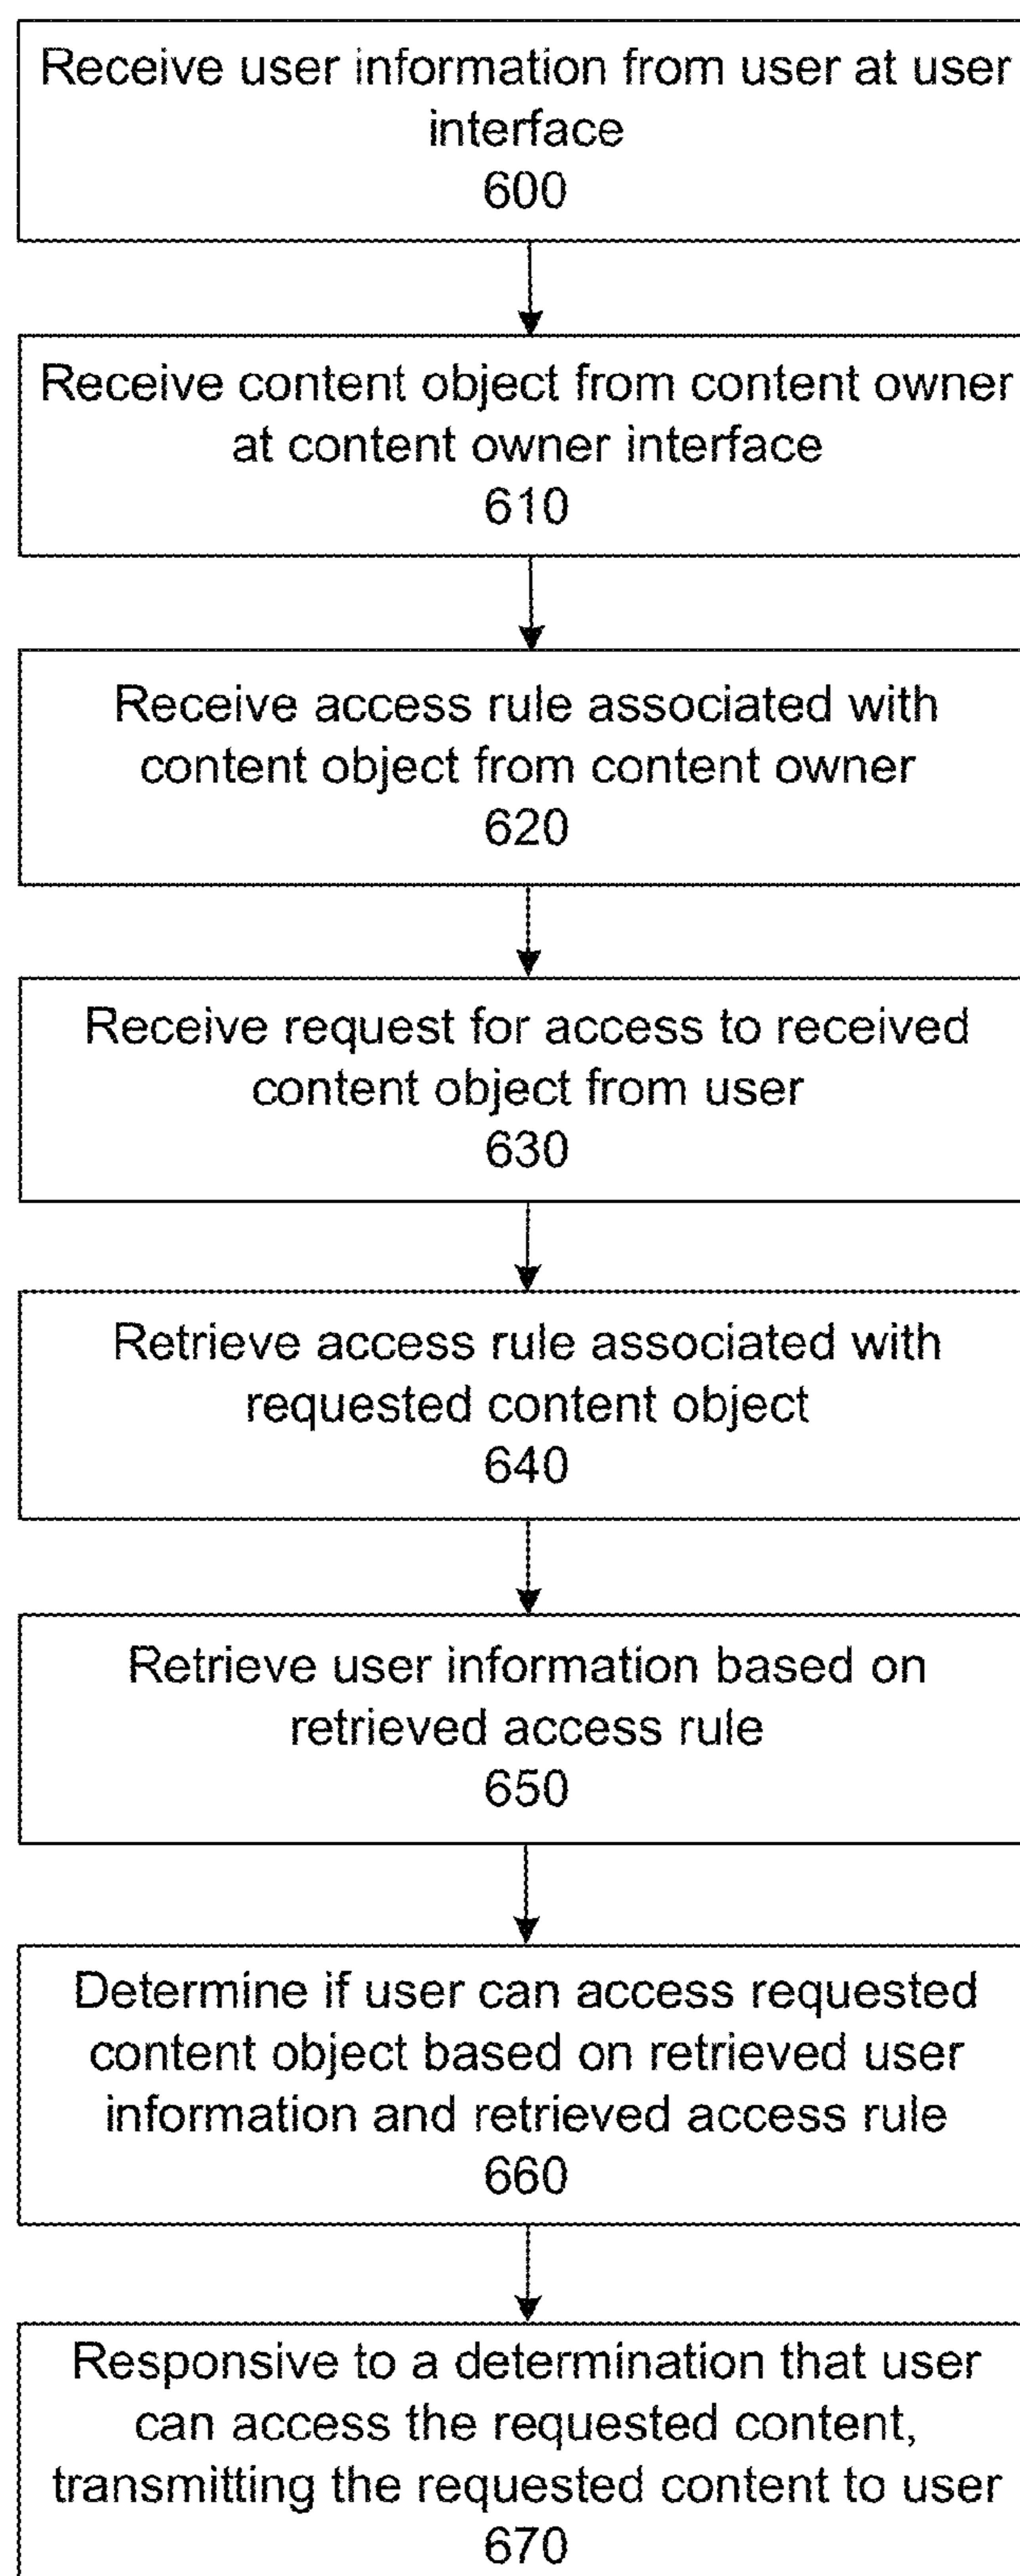 Receive user information from user at user
interface
600
Receive content object from content owner
at content owner interface
610
Receive access rule associated with
content object from content owner
620
Receive request for access to received
content object from user
630
Retrieve access rule associated with
requested content object
640
Retrieve user information based on
retrieved access rule
650
Determine if user can access requested
content object based on retrieved user
information and retrieved access rule
660
Responsive to a determination that user
can access the requested content,
transmitting the requested content to user
670